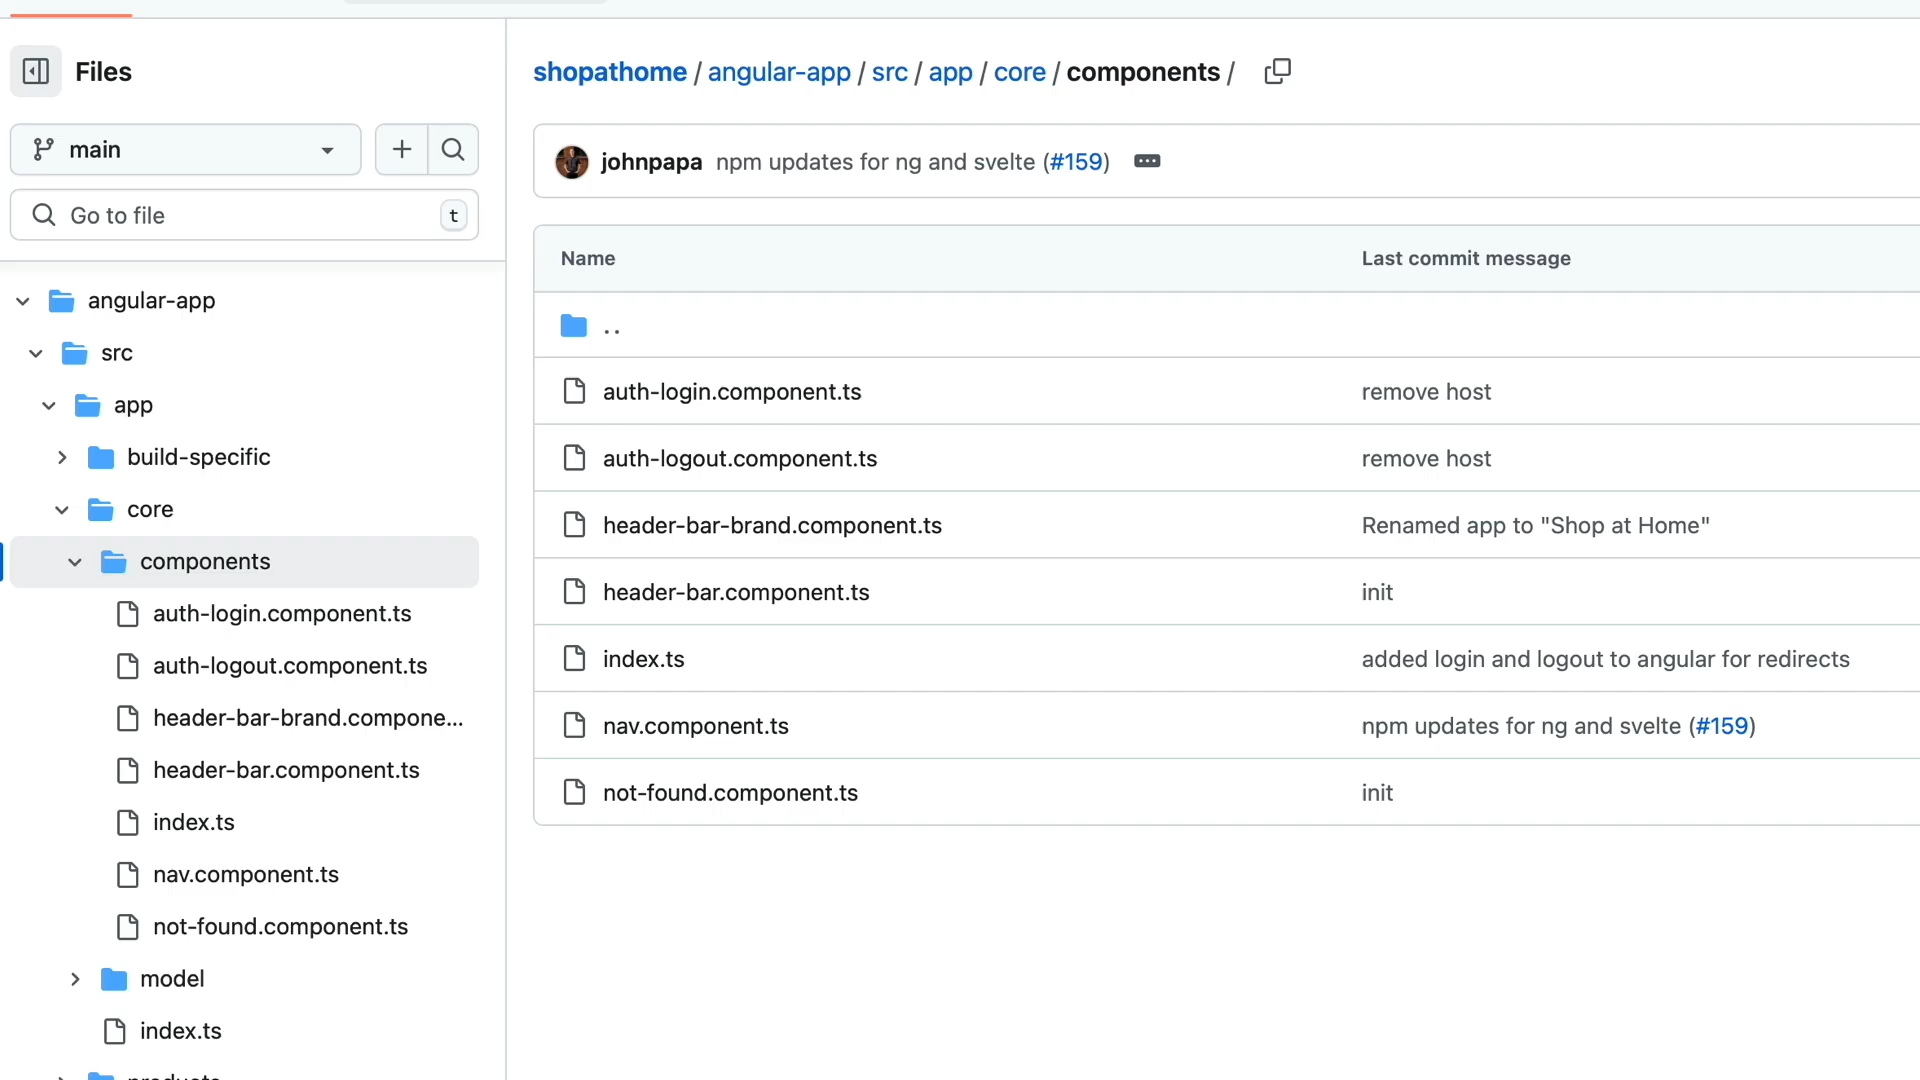 Files
main
Go to file
t
angular-app
src
app
build-specific
core
components
auth-login.component.ts
auth-logout.component.ts
header-bar-brand.compone...
header-bar.component.ts
index.ts
nav.component.ts
not-found.component.ts
model
index.ts
products
shopathome / angular-app / src / app / core / components /
johnpapa npm updates for ng and svelte (#159)
Name Last commit message
..
auth-login.component.ts remove host
auth-logout.component.ts remove host
header-bar-brand.component.ts Renamed app to "Shop at Home"
header-bar.component.ts init
index.ts added login and logout to angular for redirects
nav.component.ts npm updates for ng and svelte (#159)
not-found.component.ts init